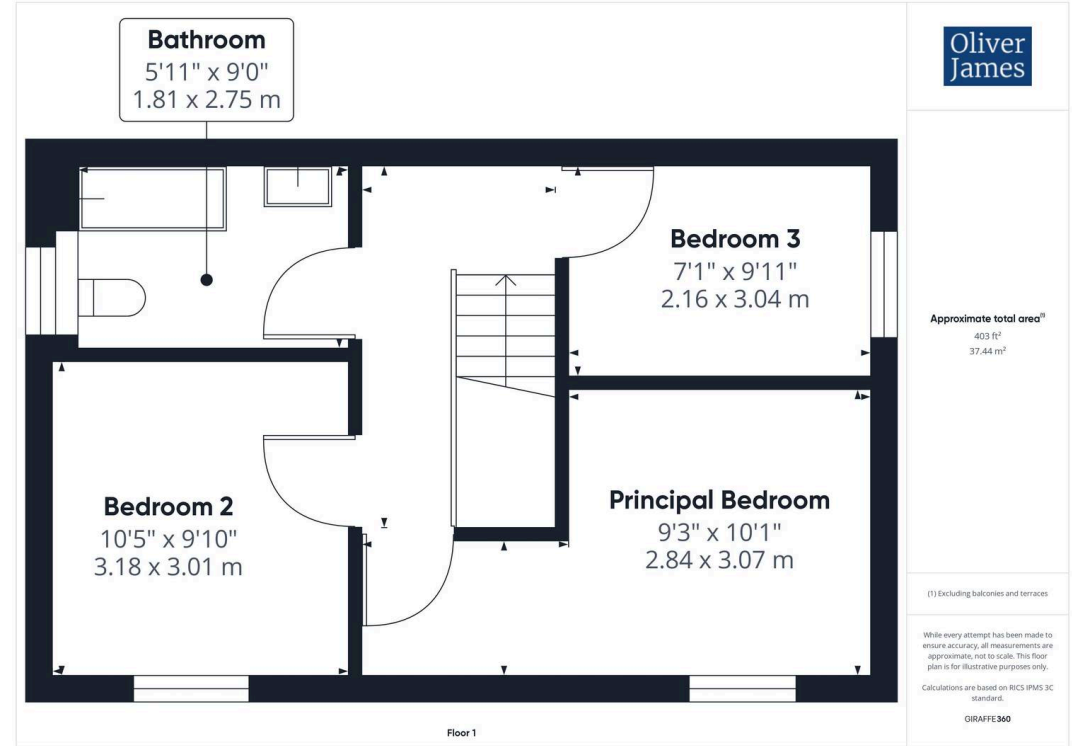 Bathroom
5'11" x 9'0"
1.81 x 2.75 m
Bedroom 3
7'1" x 9'11"
2.16 x 3.04 m
Bedroom 2
10'5" x 9'10"
3.18 x 3.01 m
Principal Bedroom
9'3" x 10'1"
2.84 x 3.07 m
Floor 1
Oliver
James
Approximate total area(1)
403 ft²
37.44 m²
(1) Excluding balconies and terraces
While every attempt has been made to
ensure accuracy, all measurements are
approximate, not to scale. This floor
plan is for illustrative purposes only.
Calculations are based on RICS IPMS 3C
standard.
GIRAFFE360